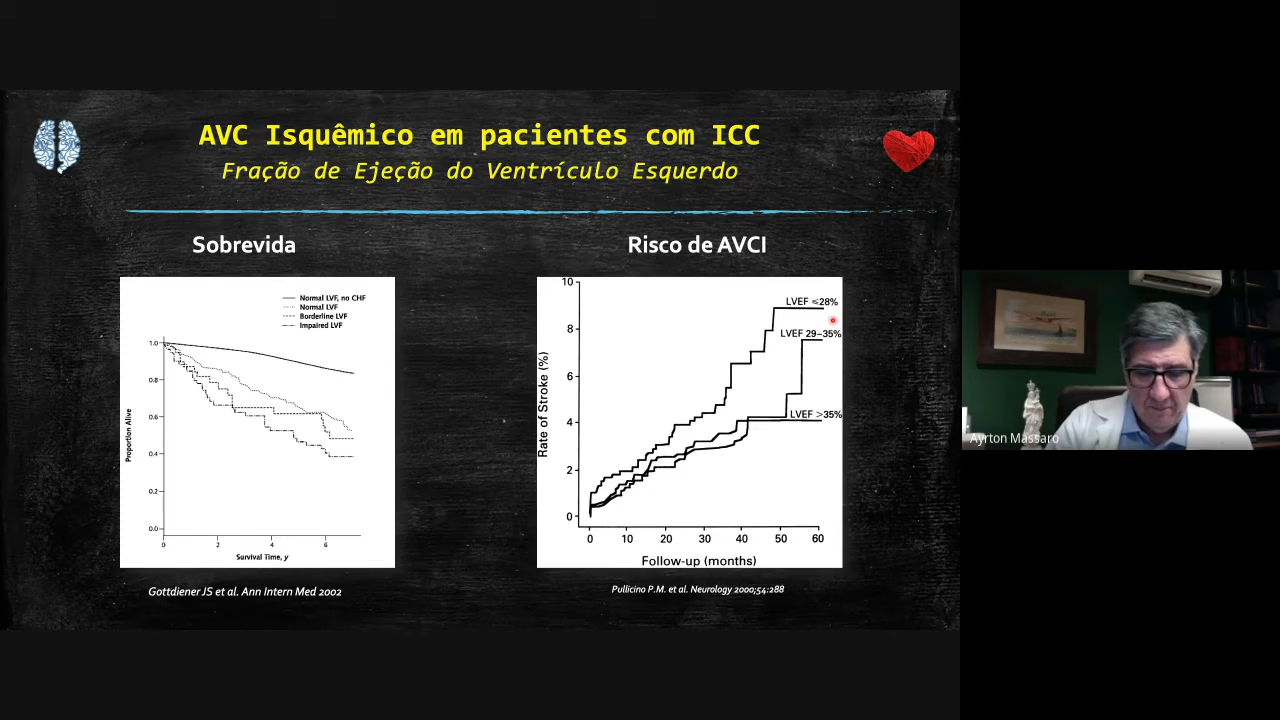 AVC Isquêmico em pacientes com ICC
Fração de Ejeção do Ventrículo Esquerdo
Sobrevida
Risco de AVCI
Normal LVF, no CHF
Normal LVF
Borderline LVF
Impaired LVF
1.0
0.8
0.6
0.4
0.2
0.0
Proportion Alive
0 2 4 6
Survival Time, y
10
8
6
4
2
0
Rate of Stroke (%)
LVEF ≤28%
LVEF 29–35%
LVEF >35%
0 10 20 30 40 50 60
Follow-up (months)
Gottdiener JS et al. Ann Intern Med 2002
Pullicino P.M. et al. Neurology 2000;54:288
Ayrton Massaro